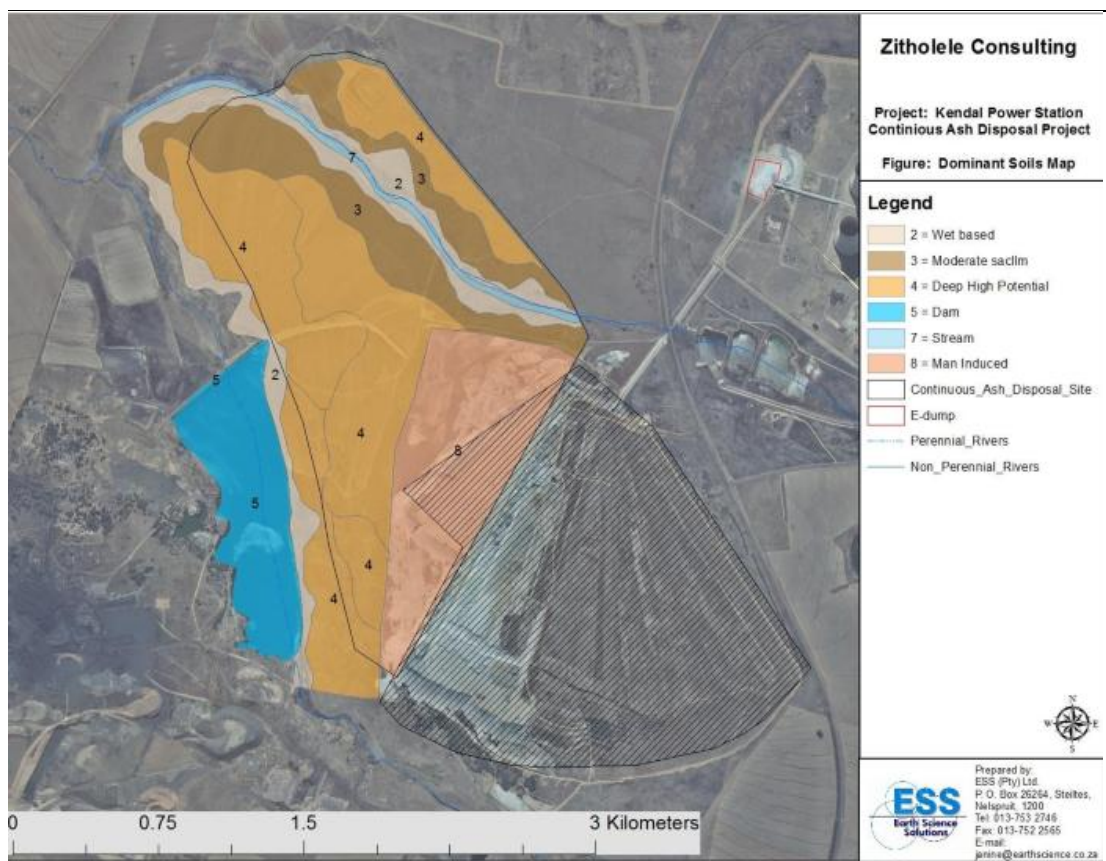 Zitholele Consulting
Project: Kendal Power Station
Continious Ash Disposal Project
Figure: Dominant Soils Map
Legend
2 = Wet based
3 = Moderate sacllm
4 = Deep High Potential
5 = Dam
7 = Stream
8 = Man Induced
Continuous_Ash_Disposal_Site
E-dump
Perennial_Rivers
Non_Perennial_Rivers
4
7
2
3
3
4
5
2
4
8
5
4
4
N
W E
S
0 0.75 1.5 3 Kilometers
ESS
Earth Science
Solutions
Prepared by:
ESS (Pty) Ltd.
P. O. Box 26264, Steiltes,
Nelspruit, 1200
Tel: 013-753 2746
Fax: 013-752 2565
E-mail:
janine@earthscience.co.za